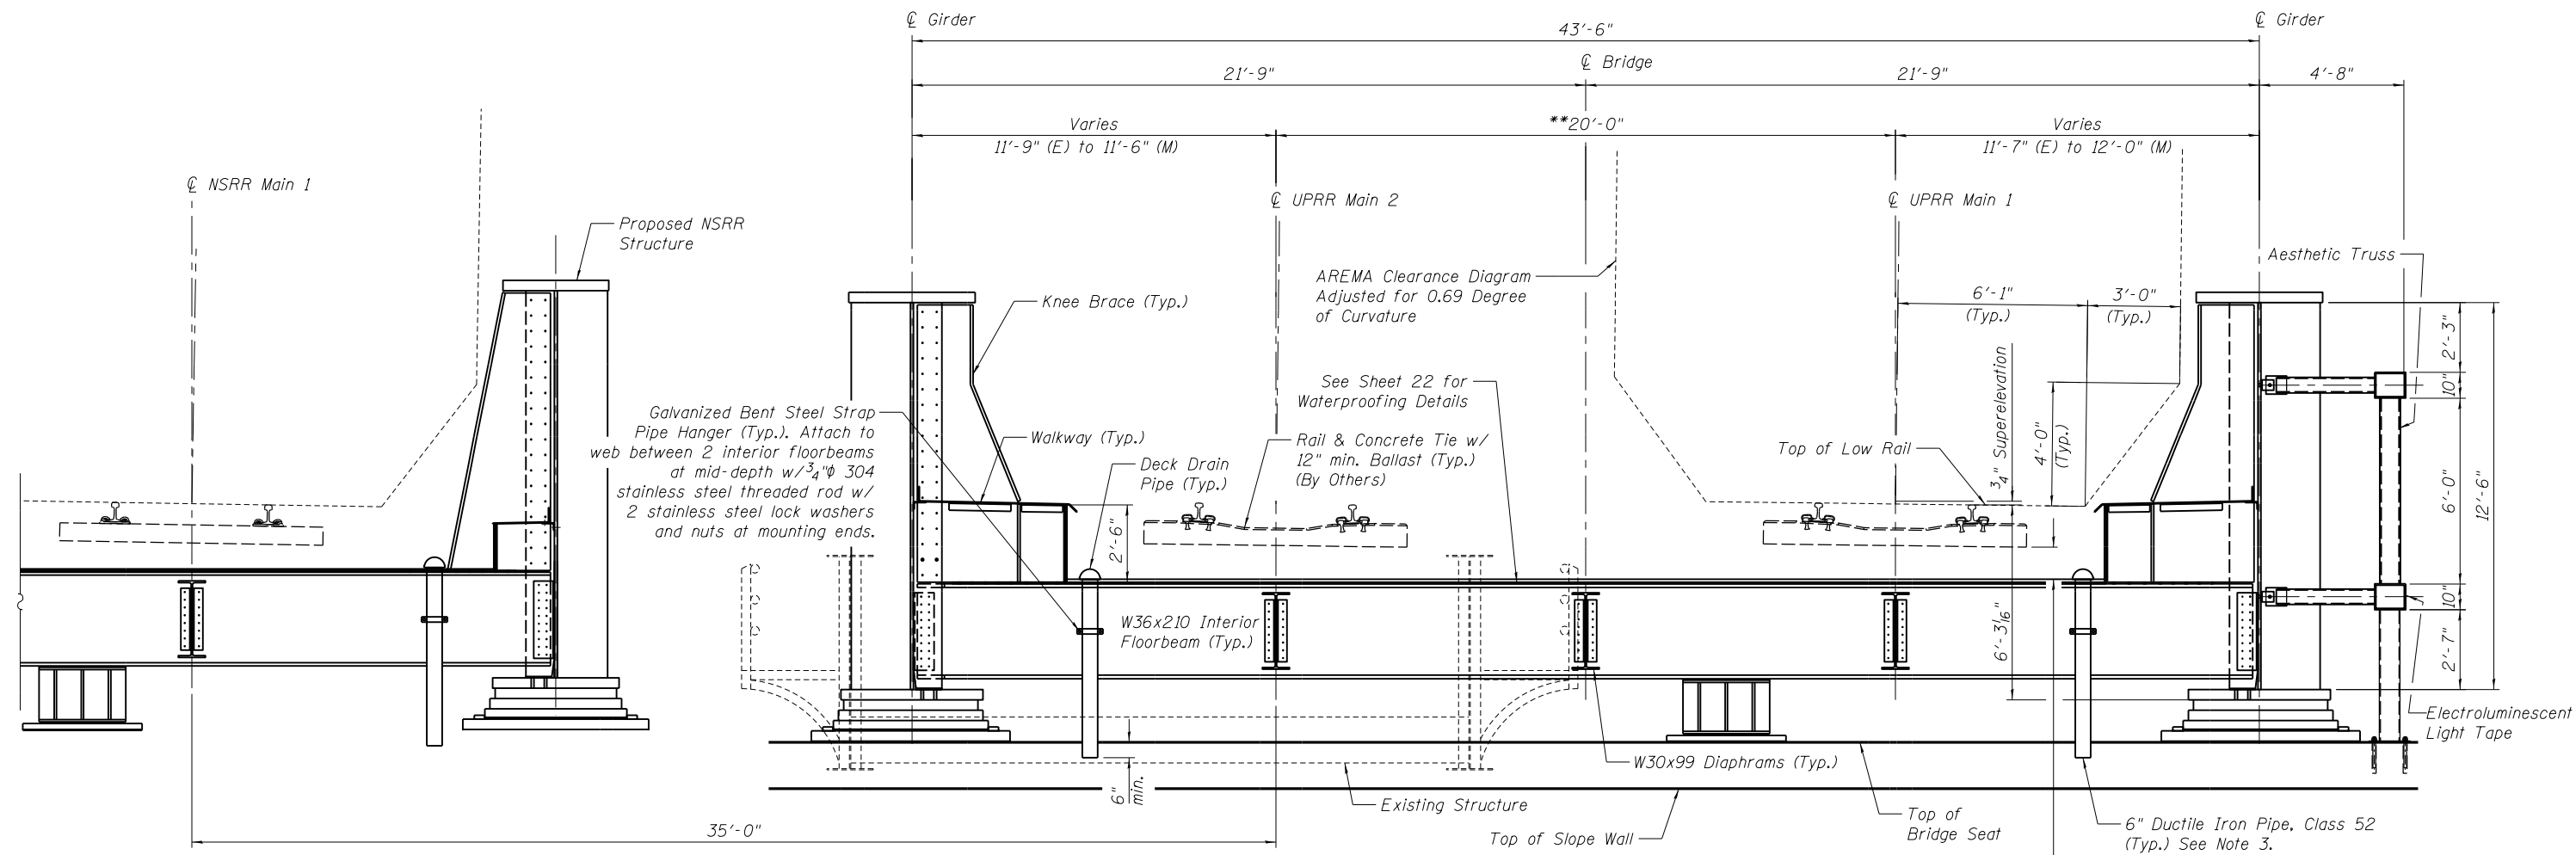 ℄ Girder
43'-6"
℄ Girder
21'-9"
℄ Bridge
21'-9"
4'-8"
Varies
11'-9" (E) to 11'-6" (M)
**20'-0"
Varies
11'-7" (E) to 12'-0" (M)
℄ NSRR Main 1
℄ UPRR Main 2
℄ UPRR Main 1
Proposed NSRR
Structure
Knee Brace (Typ.)
AREMA Clearance Diagram
Adjusted for 0.69 Degree
of Curvature
Aesthetic Truss
6'-1"
(Typ.)
3'-0"
(Typ.)
2'-3"
10"
6'-0"
12'-6"
10"
2'-7"
See Sheet 22 for
Waterproofing Details
3/4" Superelevation
4'-0"
(Typ.)
Galvanized Bent Steel Strap
Pipe Hanger (Typ.). Attach to
web between 2 interior floorbeams
at mid-depth w/3/4"ϕ 304
stainless steel threaded rod w/
2 stainless steel lock washers
and nuts at mounting ends.
Walkway (Typ.)
Deck Drain
Pipe (Typ.)
Rail & Concrete Tie w/
12" min. Ballast (Typ.)
(By Others)
Top of Low Rail
2'-6"
W36x210 Interior
Floorbeam (Typ.)
6'-3 1/16"
Electroluminescent
Light Tape
W30x99 Diaphrams (Typ.)
6"
min.
Existing Structure
35'-0"
Top of Slope Wall
Top of
Bridge Seat
6" Ductile Iron Pipe, Class 52
(Typ.) See Note 3.